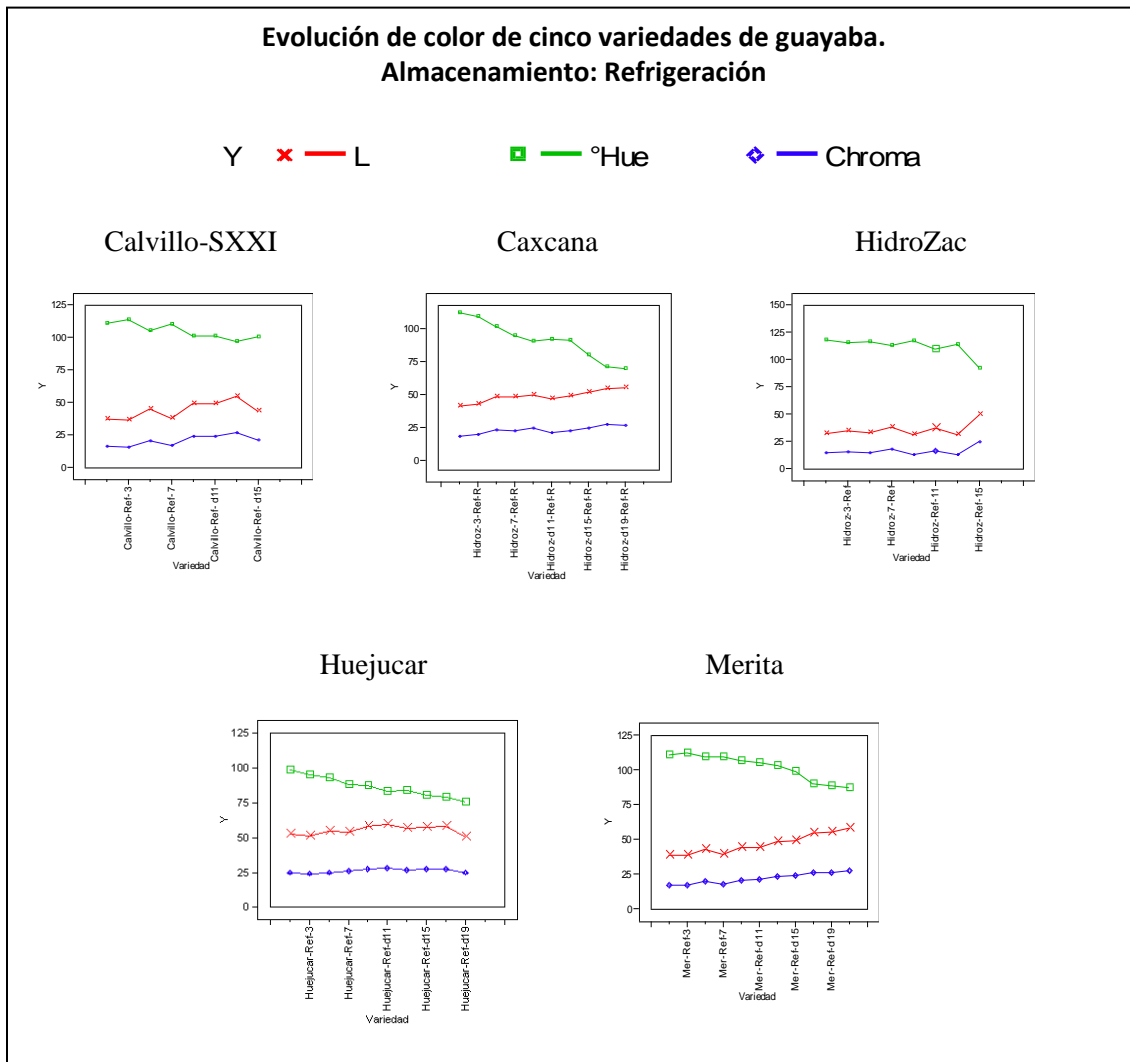 Evolución de color de cinco variedades de guayaba.
Almacenamiento: Refrigeración
Y L °Hue Chroma
Calvillo-SXXI
Caxcana
HidroZac
125
100
75
50
25
0
Y
Calvillo-Ref- 3
Calvillo-Ref- 7
Calvillo-Ref- d11
Calvillo-Ref- d15
Variedad
100
75
50
25
0
Y
Hidroz-3-Ref-R
Hidroz-7-Ref-R
Hidroz-d11-Ref-R
Hidroz-d15-Ref-R
Hidroz-d19-Ref-R
Variedad
150
125
100
75
50
25
0
Y
Hidroz-3-Ref
Hidroz-7-Ref
Hidroz-Ref-11
Hidroz-Ref-15
Variedad
Huejucar
Merita
125
100
75
50
25
0
Y
Huejucar-Ref-3
Huejucar-Ref-7
Huejucar-Ref-d11
Huejucar-Ref-d15
Huejucar-Ref-d19
Variedad
125
100
75
50
25
0
Y
Mer-Ref-3
Mer-Ref-7
Mer-Ref-d11
Mer-Ref-d15
Mer-Ref-d19
Variedad